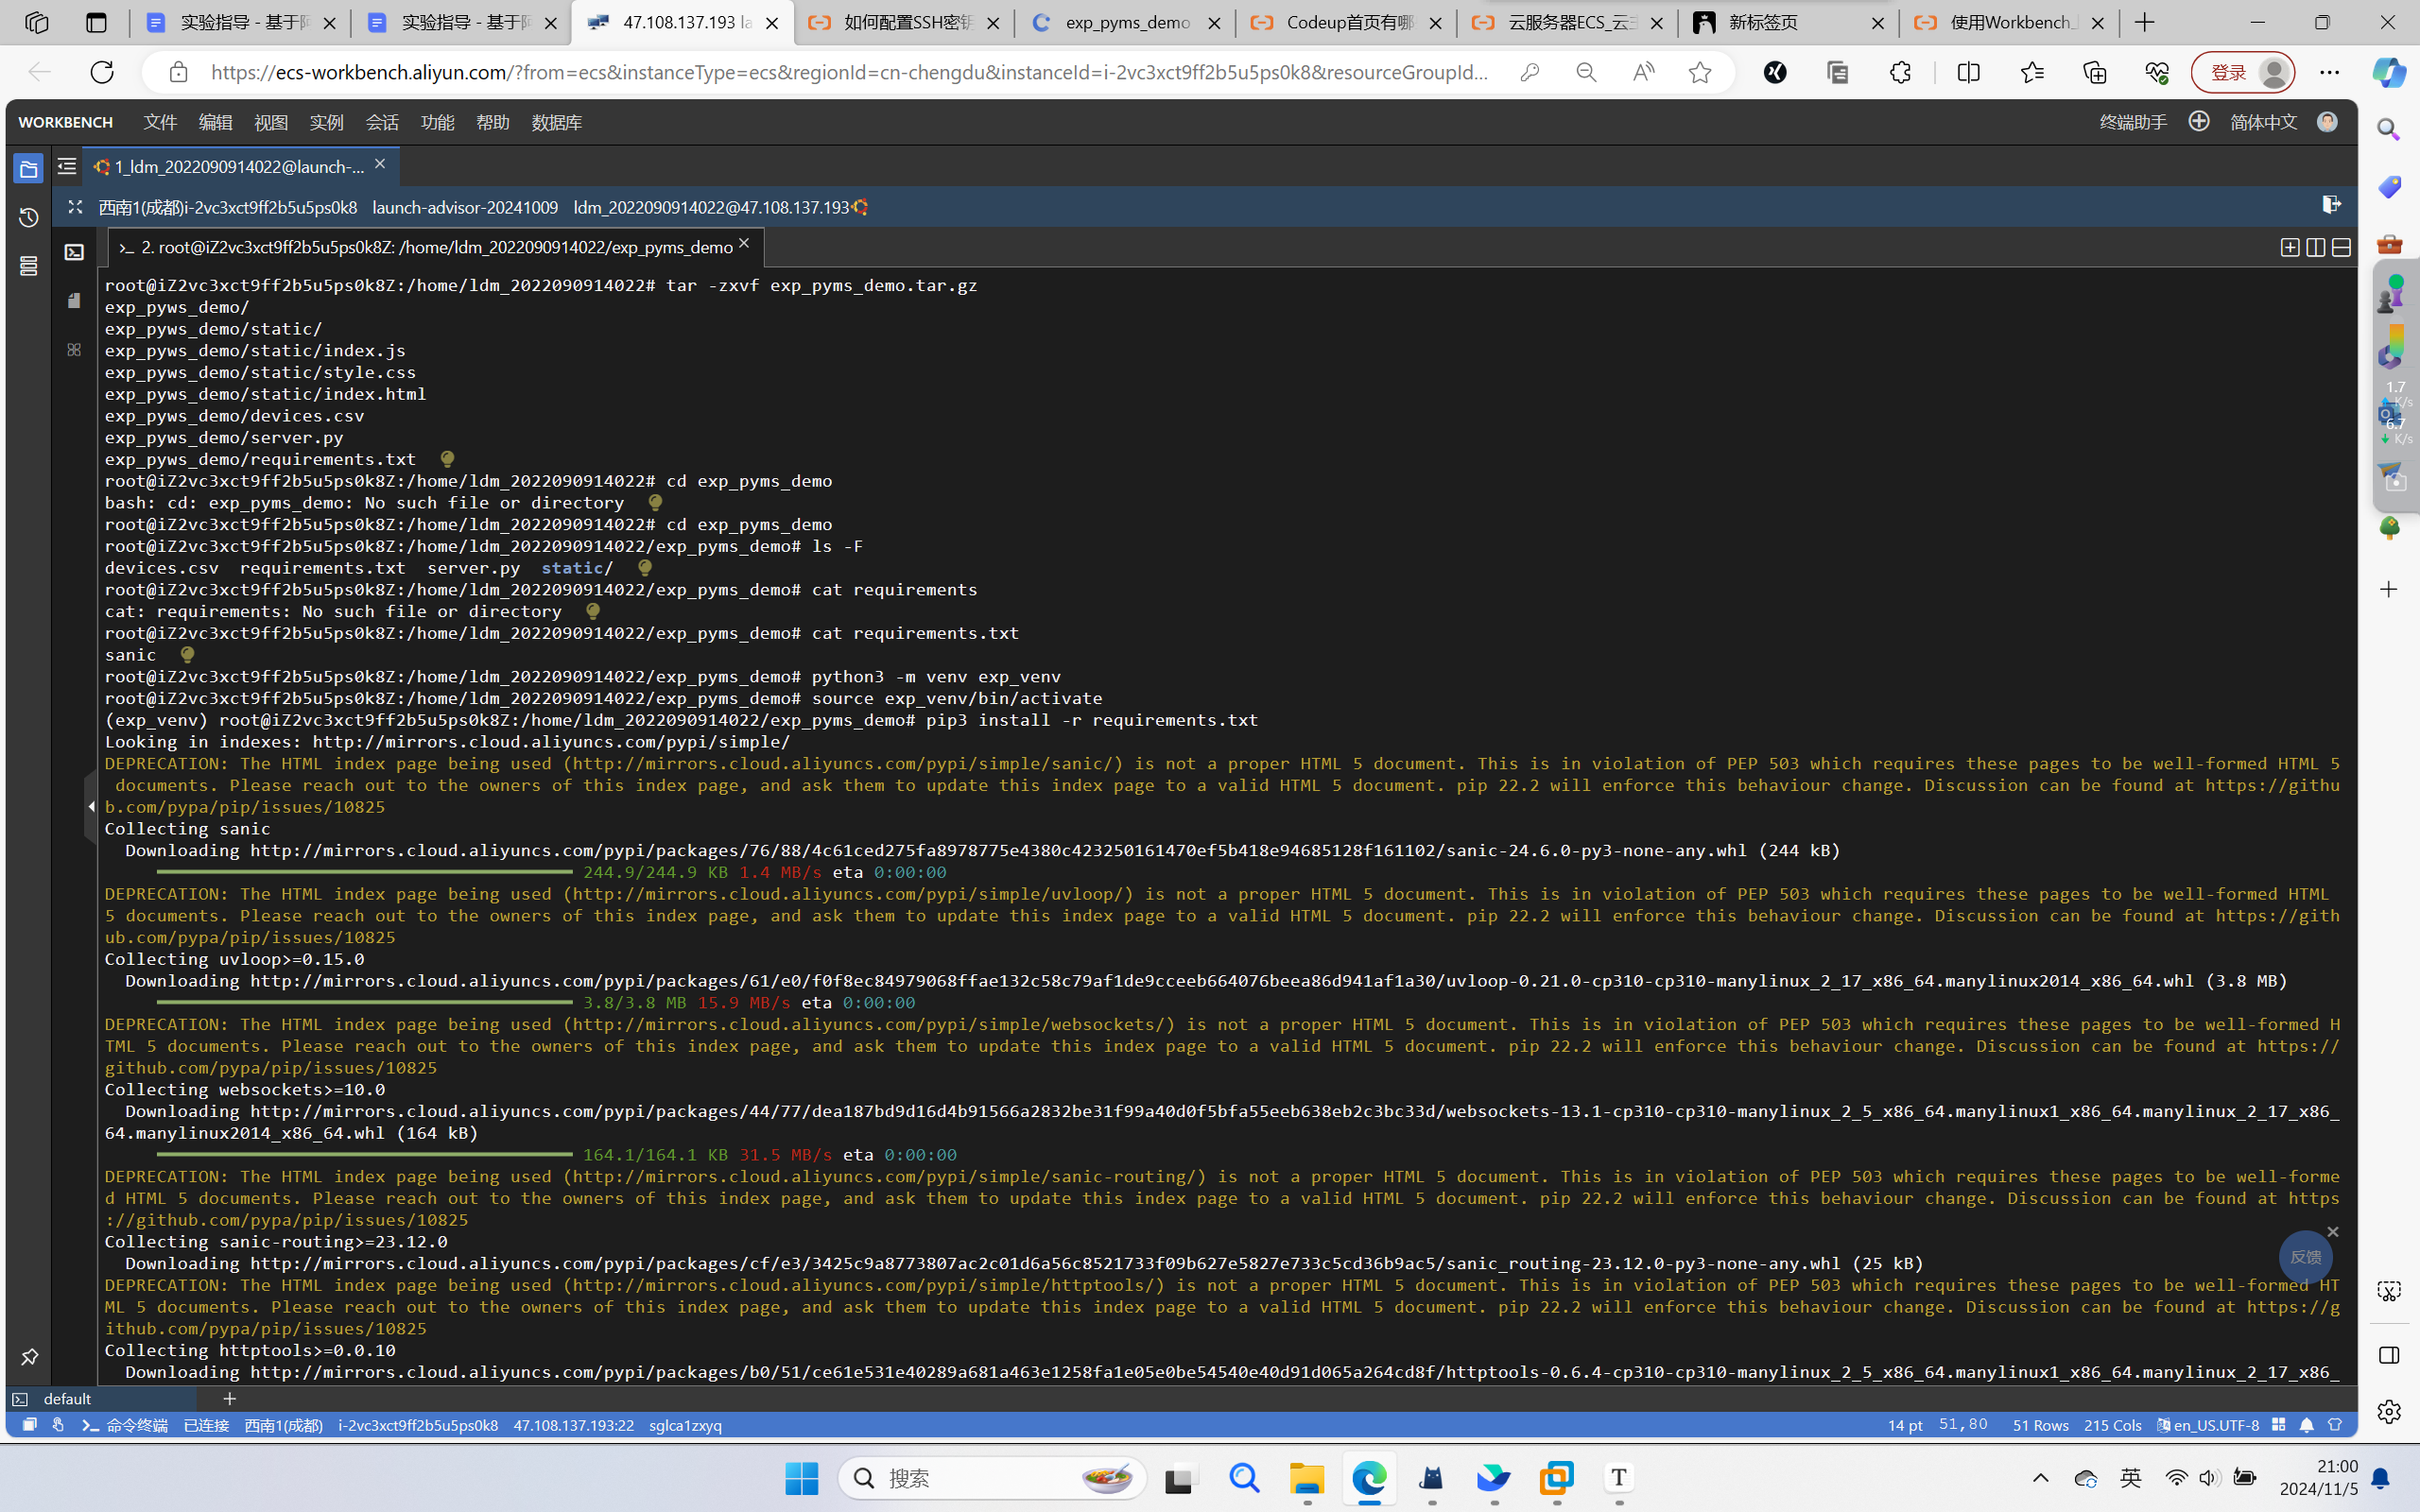 实验指导 - 基于阿
实验指导 - 基于阿
47.108.137.193 la
如何配置SSH密钥
exp_pyms_demo
Codeup首页有哪
云服务器ECS_云主
新标签页
使用Workbench_
https://ecs-workbench.aliyun.com/?from=ecs&instanceType=ecs&regionId=cn-chengdu&instanceId=i-2vc3xct9ff2b5u5ps0k8&resourceGroupId...
登录
WORKBENCH 文件 编辑 视图 实例 会话 功能 帮助 数据库
终端助手 简体中文
1_ldm_2022090914022@launch-...
西南1(成都)i-2vc3xct9ff2b5u5ps0k8 launch-advisor-20241009 ldm_2022090914022@47.108.137.193
2. root@iZ2vc3xct9ff2b5u5ps0k8Z: /home/ldm_2022090914022/exp_pyms_demo
root@iZ2vc3xct9ff2b5u5ps0k8Z:/home/ldm_2022090914022# tar -zxvf exp_pyms_demo.tar.gz
exp_pyws_demo/
exp_pyws_demo/static/
exp_pyws_demo/static/index.js
exp_pyws_demo/static/style.css
exp_pyws_demo/static/index.html
exp_pyws_demo/devices.csv
exp_pyws_demo/server.py
exp_pyws_demo/requirements.txt
root@iZ2vc3xct9ff2b5u5ps0k8Z:/home/ldm_2022090914022# cd exp_pyms_demo
bash: cd: exp_pyms_demo: No such file or directory
root@iZ2vc3xct9ff2b5u5ps0k8Z:/home/ldm_2022090914022# cd exp_pyms_demo
root@iZ2vc3xct9ff2b5u5ps0k8Z:/home/ldm_2022090914022/exp_pyms_demo# ls -F
devices.csv  requirements.txt  server.py  static/
root@iZ2vc3xct9ff2b5u5ps0k8Z:/home/ldm_2022090914022/exp_pyms_demo# cat requirements
cat: requirements: No such file or directory
root@iZ2vc3xct9ff2b5u5ps0k8Z:/home/ldm_2022090914022/exp_pyms_demo# cat requirements.txt
sanic
root@iZ2vc3xct9ff2b5u5ps0k8Z:/home/ldm_2022090914022/exp_pyms_demo# python3 -m venv exp_venv
root@iZ2vc3xct9ff2b5u5ps0k8Z:/home/ldm_2022090914022/exp_pyms_demo# source exp_venv/bin/activate
(exp_venv) root@iZ2vc3xct9ff2b5u5ps0k8Z:/home/ldm_2022090914022/exp_pyms_demo# pip3 install -r requirements.txt
Looking in indexes: http://mirrors.cloud.aliyuncs.com/pypi/simple/
DEPRECATION: The HTML index page being used (http://mirrors.cloud.aliyuncs.com/pypi/simple/sanic/) is not a proper HTML 5 document. This is in violation of PEP 503 which requires these pages to be well-formed HTML 5
 documents. Please reach out to the owners of this index page, and ask them to update this index page to a valid HTML 5 document. pip 22.2 will enforce this behaviour change. Discussion can be found at https://githu
b.com/pypa/pip/issues/10825
Collecting sanic
  Downloading http://mirrors.cloud.aliyuncs.com/pypi/packages/76/88/4c61ced275fa8978775e4380c423250161470ef5b418e94685128f161102/sanic-24.6.0-py3-none-any.whl (244 kB)
244.9/244.9 KB 1.4 MB/s eta 0:00:00
DEPRECATION: The HTML index page being used (http://mirrors.cloud.aliyuncs.com/pypi/simple/uvloop/) is not a proper HTML 5 document. This is in violation of PEP 503 which requires these pages to be well-formed HTML
5 documents. Please reach out to the owners of this index page, and ask them to update this index page to a valid HTML 5 document. pip 22.2 will enforce this behaviour change. Discussion can be found at https://gith
ub.com/pypa/pip/issues/10825
Collecting uvloop>=0.15.0
  Downloading http://mirrors.cloud.aliyuncs.com/pypi/packages/61/e0/f0f8ec84979068ffae132c58c79af1de9cceeb664076beea86d941af1a30/uvloop-0.21.0-cp310-cp310-manylinux_2_17_x86_64.manylinux2014_x86_64.whl (3.8 MB)
3.8/3.8 MB 15.9 MB/s eta 0:00:00
DEPRECATION: The HTML index page being used (http://mirrors.cloud.aliyuncs.com/pypi/simple/websockets/) is not a proper HTML 5 document. This is in violation of PEP 503 which requires these pages to be well-formed H
TML 5 documents. Please reach out to the owners of this index page, and ask them to update this index page to a valid HTML 5 document. pip 22.2 will enforce this behaviour change. Discussion can be found at https://
github.com/pypa/pip/issues/10825
Collecting websockets>=10.0
  Downloading http://mirrors.cloud.aliyuncs.com/pypi/packages/44/77/dea187bd9d16d4b91566a2832be31f99a40d0f5bfa55eeb638eb2c3bc33d/websockets-13.1-cp310-cp310-manylinux_2_5_x86_64.manylinux1_x86_64.manylinux_2_17_x86_
64.manylinux2014_x86_64.whl (164 kB)
164.1/164.1 KB 31.5 MB/s eta 0:00:00
DEPRECATION: The HTML index page being used (http://mirrors.cloud.aliyuncs.com/pypi/simple/sanic-routing/) is not a proper HTML 5 document. This is in violation of PEP 503 which requires these pages to be well-forme
d HTML 5 documents. Please reach out to the owners of this index page, and ask them to update this index page to a valid HTML 5 document. pip 22.2 will enforce this behaviour change. Discussion can be found at https
://github.com/pypa/pip/issues/10825
Collecting sanic-routing>=23.12.0
  Downloading http://mirrors.cloud.aliyuncs.com/pypi/packages/cf/e3/3425c9a8773807ac2c01d6a56c8521733f09b627e5827e733c5cd36b9ac5/sanic_routing-23.12.0-py3-none-any.whl (25 kB)
DEPRECATION: The HTML index page being used (http://mirrors.cloud.aliyuncs.com/pypi/simple/httptools/) is not a proper HTML 5 document. This is in violation of PEP 503 which requires these pages to be well-formed HT
ML 5 documents. Please reach out to the owners of this index page, and ask them to update this index page to a valid HTML 5 document. pip 22.2 will enforce this behaviour change. Discussion can be found at https://g
ithub.com/pypa/pip/issues/10825
Collecting httptools>=0.0.10
  Downloading http://mirrors.cloud.aliyuncs.com/pypi/packages/b0/51/ce61e531e40289a681a463e1258fa1e05e0be54540e40d91d065a264cd8f/httptools-0.6.4-cp310-cp310-manylinux_2_5_x86_64.manylinux1_x86_64.manylinux_2_17_x86_
反馈
1.7
K/s
6.7
K/s
default
命令终端 已连接 西南1(成都) i-2vc3xct9ff2b5u5ps0k8 47.108.137.193:22 sglca1zxyq
14 pt 51,80 51 Rows 215 Cols en_US.UTF-8
搜索
英
21:00
2024/11/5